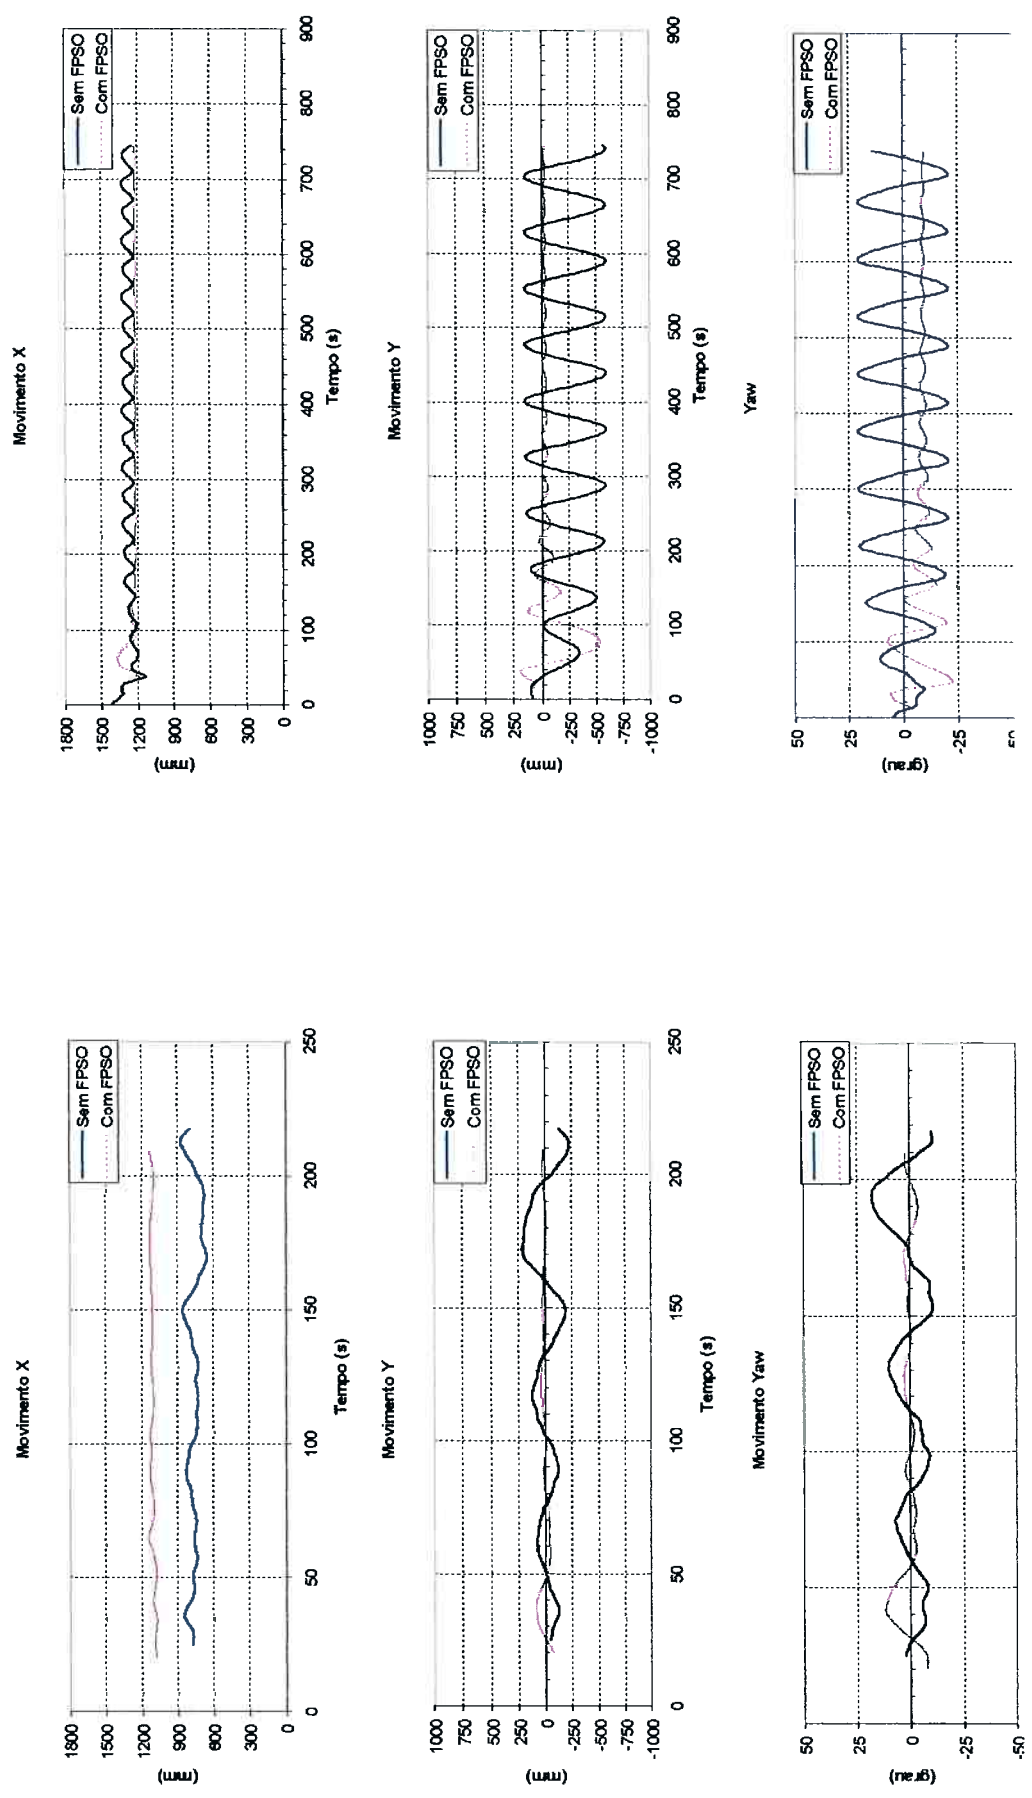 Movimento X
Sem FPSO
Com FPSO
(mm)
1800
1500
1200
900
600
300
0
0 50 100 150 200 250
Tempo (s)
Movimento Y
Sem FPSO
Com FPSO
(mm)
1000
750
500
250
0
-250
-500
-750
-1000
0 50 100 150 200 250
Tempo (s)
Movimento Yaw
Sem FPSO
Com FPSO
(grau)
50
25
0
-25
-50
Movimento X
Sem FPSO
Com FPSO
(mm)
1800
1500
1200
900
600
300
0
0 100 200 300 400 500 600 700 800 900
Tempo (s)
Movimento Y
Sem FPSO
Com FPSO
(mm)
1000
750
500
250
0
-250
-500
-750
-1000
0 100 200 300 400 500 600 700 800 900
Tempo (s)
Yaw
Sem FPSO
Com FPSO
(grau)
50
25
0
-25